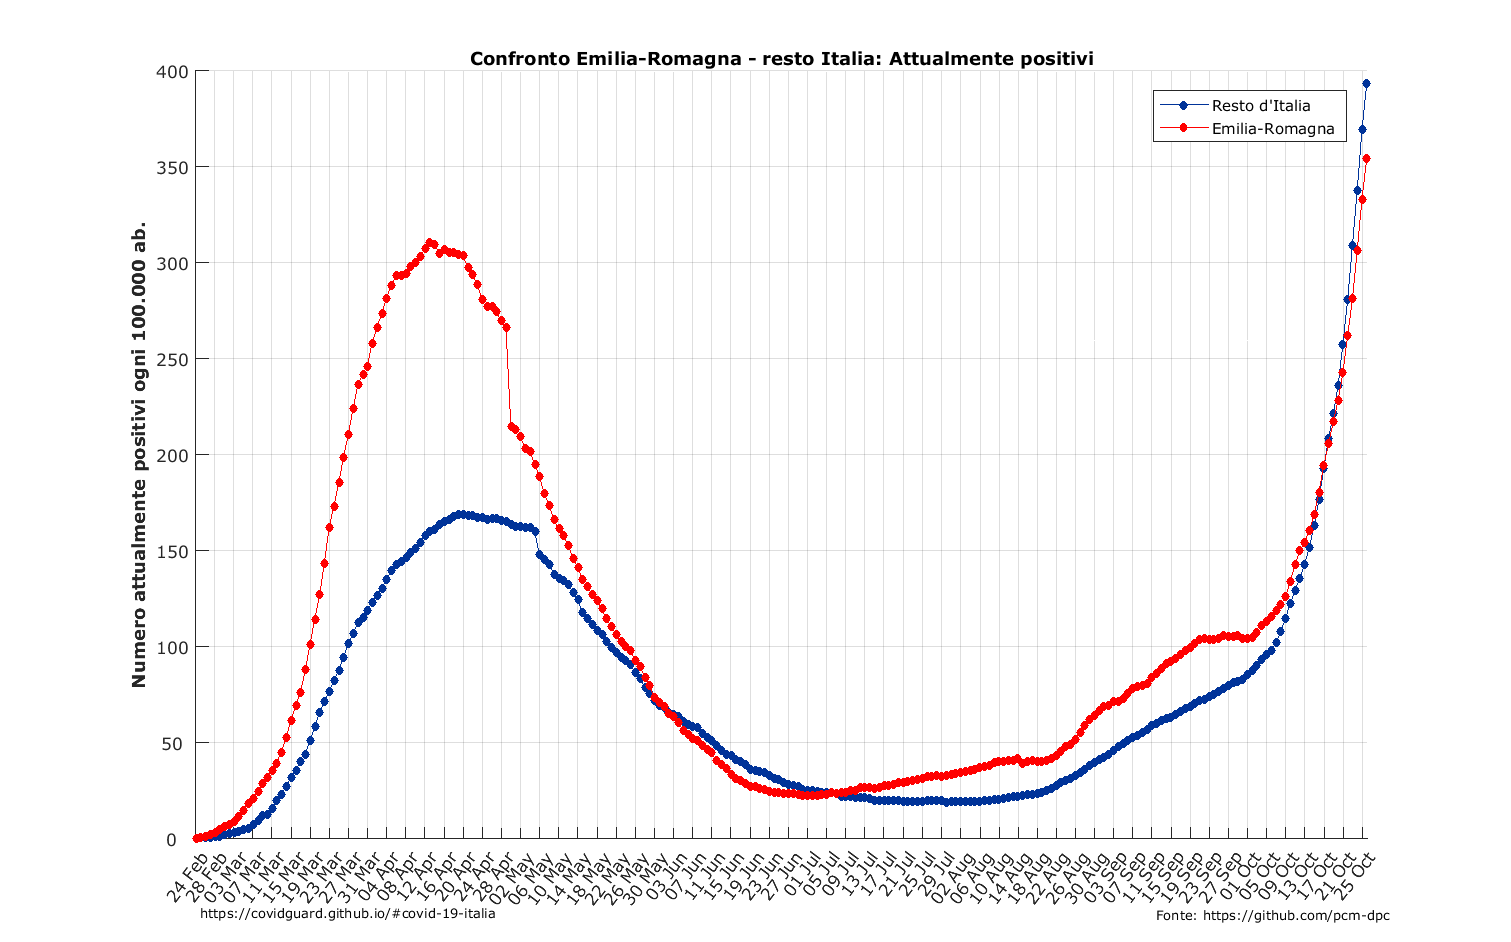 Confronto Emilia-Romagna - resto Italia: Attualmente positivi
Numero attualmente positivi ogni 100.000 ab.
400
350
300
250
200
150
100
50
0
Resto d'Italia
Emilia-Romagna
24 Feb
28 Feb
03 Mar
07 Mar
11 Mar
15 Mar
19 Mar
23 Mar
27 Mar
31 Mar
04 Apr
08 Apr
12 Apr
16 Apr
20 Apr
24 Apr
28 Apr
02 May
06 May
10 May
14 May
18 May
22 May
26 May
30 May
03 Jun
07 Jun
11 Jun
15 Jun
19 Jun
23 Jun
27 Jun
01 Jul
05 Jul
09 Jul
13 Jul
17 Jul
21 Jul
25 Jul
29 Jul
02 Aug
06 Aug
10 Aug
14 Aug
18 Aug
22 Aug
26 Aug
30 Aug
03 Sep
07 Sep
11 Sep
15 Sep
19 Sep
23 Sep
27 Sep
01 Oct
05 Oct
09 Oct
13 Oct
17 Oct
21 Oct
25 Oct
https://covidguard.github.io/#covid-19-italia
Fonte: https://github.com/pcm-dpc